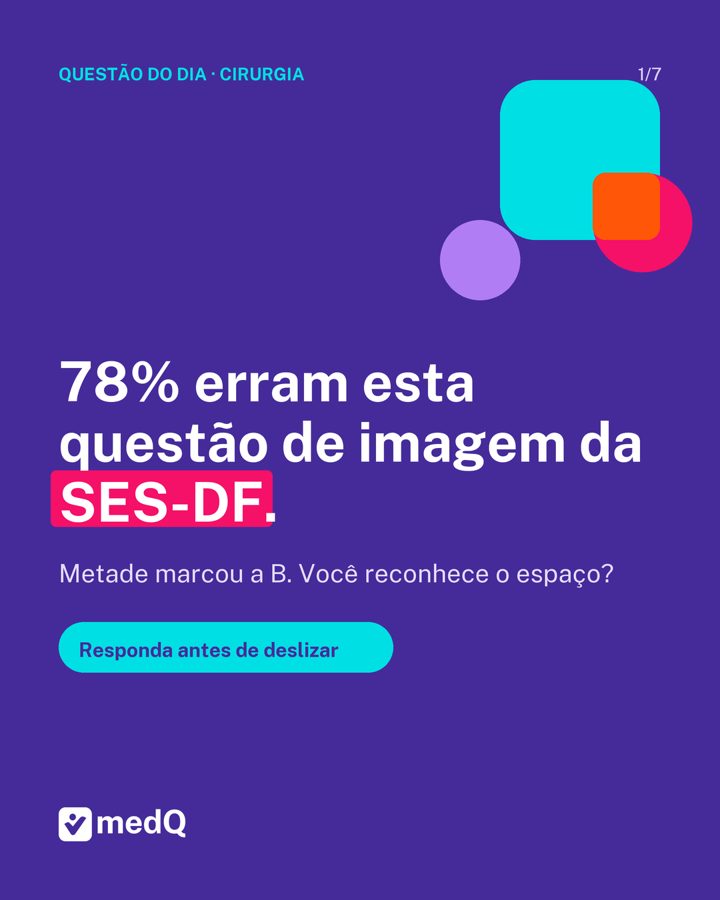 QUESTÃO DO DIA · CIRURGIA
1/7
78% erram esta
questão de imagem da
SES-DF.
Metade marcou a B. Você reconhece o espaço?
Responda antes de deslizar
medQ